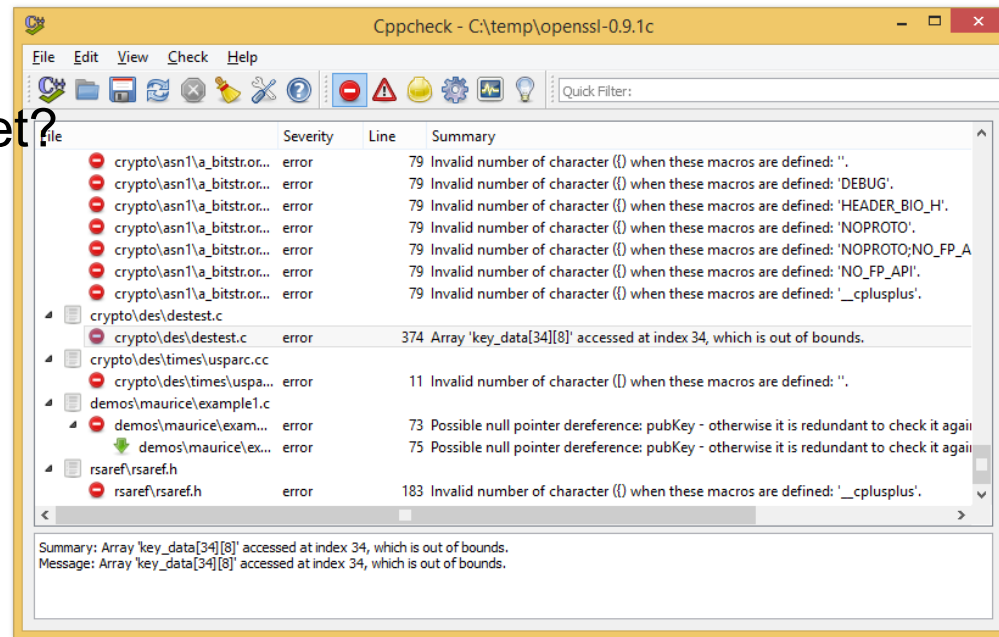 Cppcheck - C:\temp\openssl-0.9.1c
File Edit View Check Help
Quick Filter:
et?
File Severity Line Summary
crypto\asn1\a_bitstr.or... error 79 Invalid number of character ({) when these macros are defined: ''.
crypto\asn1\a_bitstr.or... error 79 Invalid number of character ({) when these macros are defined: 'DEBUG'.
crypto\asn1\a_bitstr.or... error 79 Invalid number of character ({) when these macros are defined: 'HEADER_BIO_H'.
crypto\asn1\a_bitstr.or... error 79 Invalid number of character ({) when these macros are defined: 'NOPROTO'.
crypto\asn1\a_bitstr.or... error 79 Invalid number of character ({) when these macros are defined: 'NOPROTO;NO_FP_A
crypto\asn1\a_bitstr.or... error 79 Invalid number of character ({) when these macros are defined: 'NO_FP_API'.
crypto\asn1\a_bitstr.or... error 79 Invalid number of character ({) when these macros are defined: '__cplusplus'.
crypto\des\destest.c
crypto\des\destest.c error 374 Array 'key_data[34][8]' accessed at index 34, which is out of bounds.
crypto\des\times\usparc.cc
crypto\des\times\uspa... error 11 Invalid number of character ([) when these macros are defined: ''.
demos\maurice\example1.c
demos\maurice\exam... error 73 Possible null pointer dereference: pubKey - otherwise it is redundant to check it agai
demos\maurice\ex... error 75 Possible null pointer dereference: pubKey - otherwise it is redundant to check it agai
rsaref\rsaref.h
rsaref\rsaref.h error 183 Invalid number of character ({) when these macros are defined: '__cplusplus'.
Summary: Array 'key_data[34][8]' accessed at index 34, which is out of bounds.
Message: Array 'key_data[34][8]' accessed at index 34, which is out of bounds.